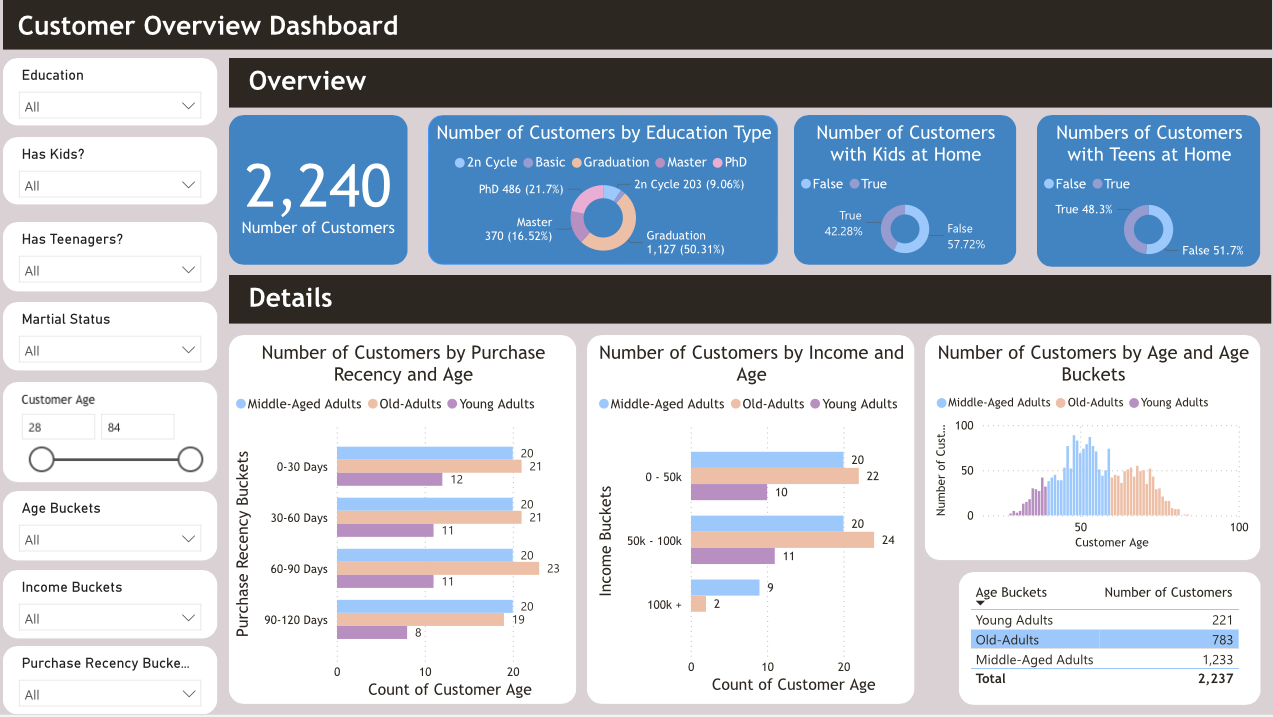 Customer Overview Dashboard
Education
All
Has Kids?
All
Has Teenagers?
All
Martial Status
All
Customer Age
28
84
Age Buckets
All
Income Buckets
All
Purchase Recency Bucke...
All
Overview
2,240
Number of Customers
Number of Customers by Education Type
2n Cycle Basic Graduation Master PhD
PhD 486 (21.7%)
2n Cycle 203 (9.06%)
Master
370 (16.52%)
Graduation
1,127 (50.31%)
Number of Customers
with Kids at Home
False True
True
42.28%
False
57.72%
Numbers of Customers
with Teens at Home
False True
True 48.3%
False 51.7%
Details
Number of Customers by Purchase
Recency and Age
Middle-Aged Adults Old-Adults Young Adults
Purchase Recency Buckets
0-30 Days
20
21
12
30-60 Days
20
21
11
60-90 Days
20
23
11
90-120 Days
20
19
8
0 10 20
Count of Customer Age
Number of Customers by Income and
Age
Middle-Aged Adults Old-Adults Young Adults
Income Buckets
0 - 50k
20
22
10
50k - 100k
20
24
11
100k +
9
2
0 10 20
Count of Customer Age
Number of Customers by Age and Age
Buckets
Middle-Aged Adults Old-Adults Young Adults
Number of Cust...
100
50
0
50 100
Customer Age
Age Buckets Number of Customers
Young Adults 221
Old-Adults 783
Middle-Aged Adults 1,233
Total 2,237